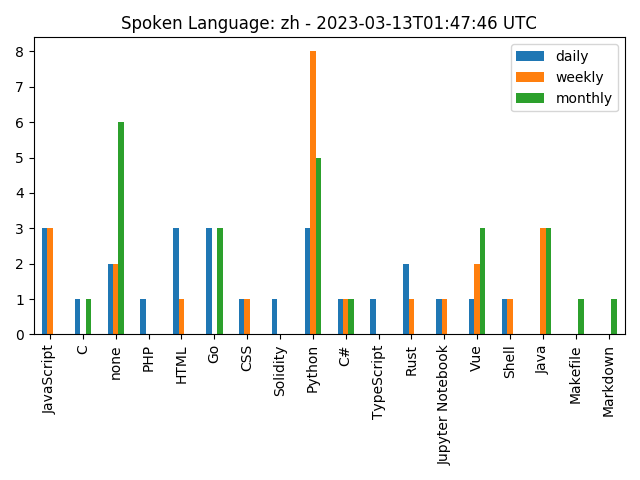 Spoken Language: zh - 2023-03-13T01:47:46 UTC
daily
weekly
monthly
8
7
6
5
4
3
2
1
0
JavaScript
C
none
PHP
HTML
Go
CSS
Solidity
Python
C#
TypeScript
Rust
Jupyter Notebook
Vue
Shell
Java
Makefile
Markdown